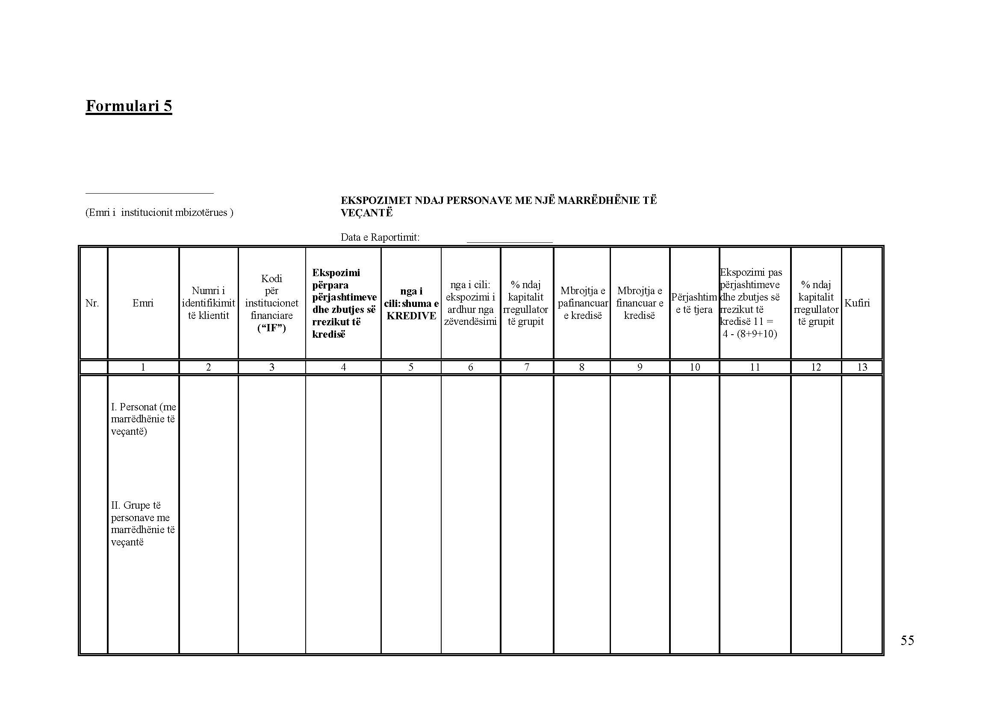 Formulari 5
(Emri i  institucionit mbizotërues )
EKSPOZIMET NDAJ PERSONAVE ME NJË MARRËDHËNIE TË
VEÇANTË
Data e Raportimit:
Nr.
Emri
Numri i
identifikimit
të klientit
Kodi
për
institucionet
financiare
(“IF”)
Ekspozimi
përpara
përjashtimeve
dhe zbutjes së
rrezikut të
kredisë
nga i
cili: shuma e
KREDIVE
nga i cili:
ekspozimi i
ardhur nga
zëvendësimi
% ndaj
kapitalit
rregullator
të grupit
Mbrojtja e
pafinancuar
e kredisë
Mbrojtja e
financuar e
kredisë
Përjashtim
e të tjera
Ekspozimi pas
përjashtimeve
dhe zbutjes së
rrezikut të
kredisë 11 =
4 - (8+9+10)
% ndaj
kapitalit
rregullator
të grupit
Kufiri
1 2 3 4 5 6 7 8 9 10 11 12 13
I. Personat (me
marrëdhënie të
veçantë)
II. Grupe të
personave me
marrëdhënie të
veçantë
55